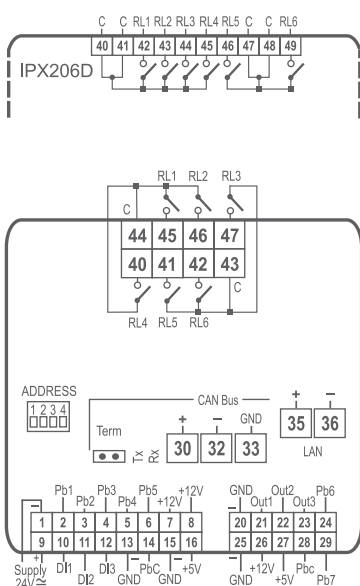 C C RL1 RL2 RL3 RL4 RL5 C C RL6
40 41 42 43 44 45 46 47 48 49
IPX206D
RL1 RL2 RL3
C
44 45 46 47
40 41 42 43
C
RL4 RL5 RL6
ADDRESS
1 2 3 4
CAN Bus
Term
Tx
Rx
+ − GND
30 32 33
+ −
35 36
LAN
Pb1 Pb3 Pb5 +12V
Pb2 Pb4 +12V
− 1 2 3 4 5 6 7 8
9 10 11 12 13 14 15 16
+ DI1 DI3 − PbC − +5V
Supply 24V≃
DI2 GND GND
GND Out2 Pb6
− Out1 Out3
20 21 22 23 24
25 26 27 28 29
− +12V Pbc
GND +5V Pb7